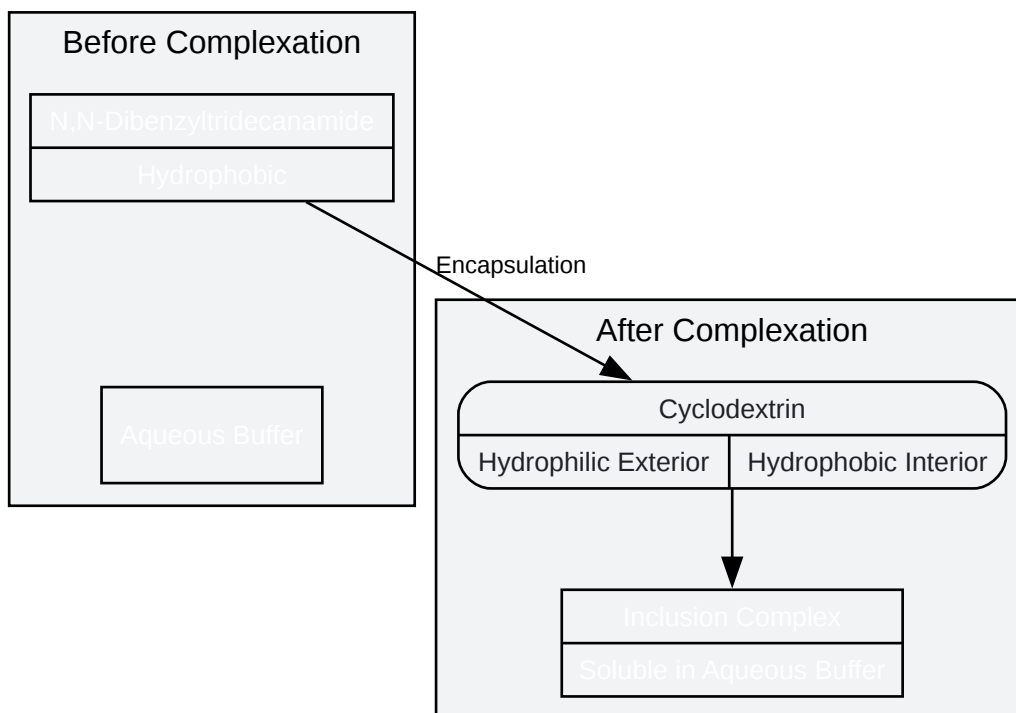 Before Complexation
N,N-Dibenzyltridecanamide
Hydrophobic
Encapsulation
Aqueous Buffer
After Complexation
Cyclodextrin
Hydrophilic Exterior
Hydrophobic Interior
Inclusion Complex
Soluble in Aqueous Buffer